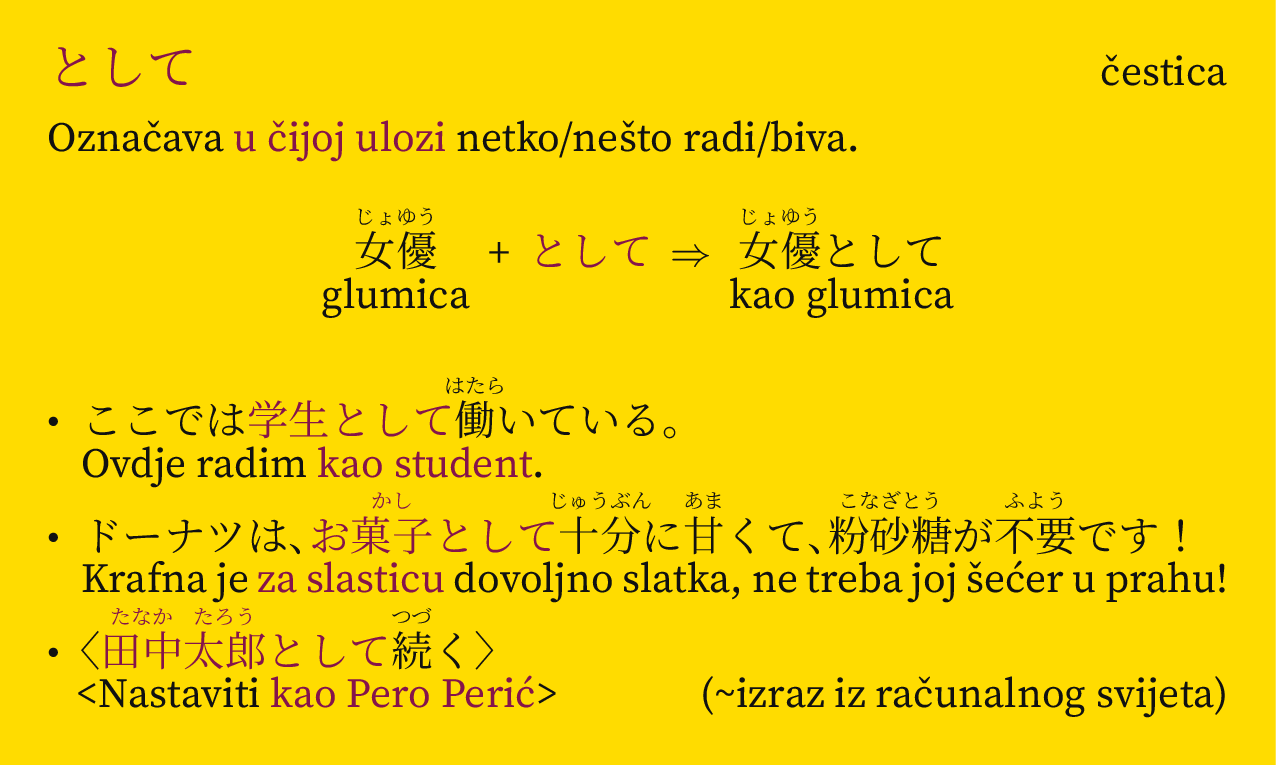 として čestica
Označava u čijoj ulozi netko/nešto radi/biva.
じょゆう じょゆう
女優 + として ⇒ 女優として
glumica kao glumica
はたら
• ここでは学生として働いている。
Ovdje radim kao student.
かし じゅうぶん あま こなざとう ふよう
• ドーナツは、お菓子として十分に甘くて、粉砂糖が不要です！
Krafna je za slasticu dovoljno slatka, ne treba joj šećer u prahu!
たなか たろう つづ
• 〈田中太郎として続く〉
<Nastaviti kao Pero Perić> (~izraz iz računalnog svijeta)